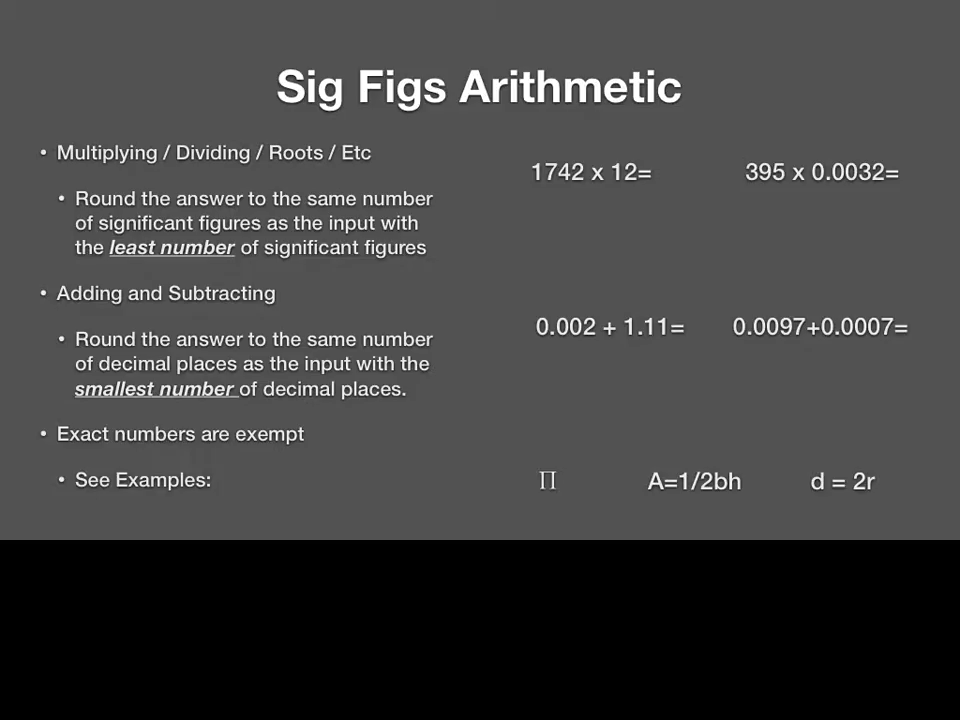 Sig Figs Arithmetic
• Multiplying / Dividing / Roots / Etc
• Round the answer to the same number
of significant figures as the input with
the least number of significant figures
• Adding and Subtracting
• Round the answer to the same number
of decimal places as the input with the
smallest number of decimal places.
• Exact numbers are exempt
• See Examples:
1742 x 12= 395 x 0.0032=
0.002 + 1.11= 0.0097+0.0007=
Π A=1/2bh d = 2r